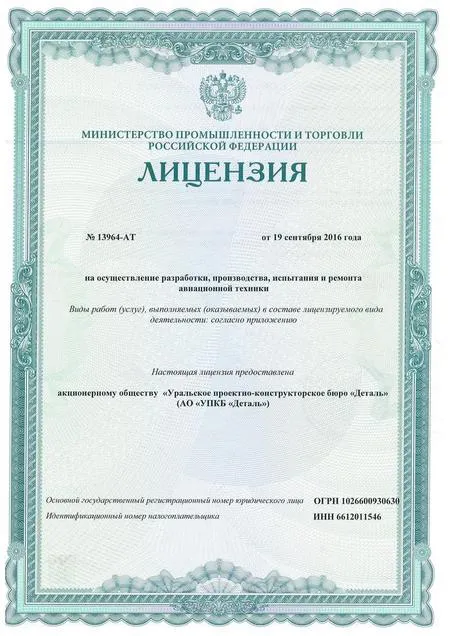 МИНИСТЕРСТВО ПРОМЫШЛЕННОСТИ И ТОРГОВЛИ
РОССИЙСКОЙ ФЕДЕРАЦИИ
ЛИЦЕНЗИЯ
№ 13964-АТ от 19 сентября 2016 года
на осуществление разработки, производства, испытания и ремонта
авиационной техники
Виды работ (услуг), выполняемых (оказываемых) в составе лицензируемого вида
деятельности: согласно приложению
Настоящая лицензия предоставлена
акционерному обществу «Уральское проектно-конструкторское бюро «Деталь»
(АО «УПКБ «Деталь»)
Основной государственный регистрационный номер юридического лица ОГРН 1026600930630
Идентификационный номер налогоплательщика ИНН 6612011546